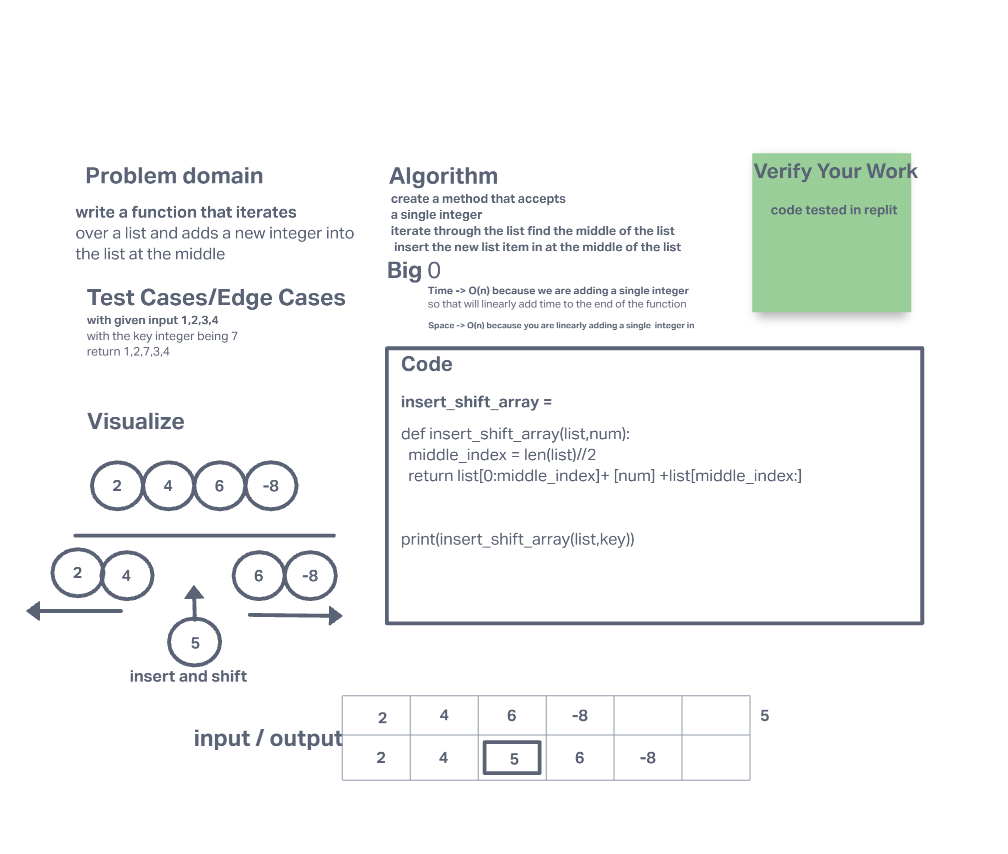 Problem domain
write a function that iterates
over a list and adds a new integer into
the list at the middle
Test Cases/Edge Cases
with given input 1,2,3,4
with the key integer being 7
return 1,2,7,3,4
Visualize
2 4 6 -8
2 4 6 -8
5
insert and shift
Algorithm
create a method that accepts
a single integer
iterate through the list find the middle of the list
insert the new list item in at the middle of the list
Big 0
Time -> O(n) because we are adding a single integer
so that will linearly add time to the end of the function
Space -> O(n) because you are linearly adding a single integer in
Verify Your Work
code tested in replit
Code
insert_shift_array =
def insert_shift_array(list,num):
middle_index = len(list)//2
return list[0:middle_index]+ [num] +list[middle_index:]
print(insert_shift_array(list,key))
input / output
2 4 6 -8 5
2 4 5 6 -8